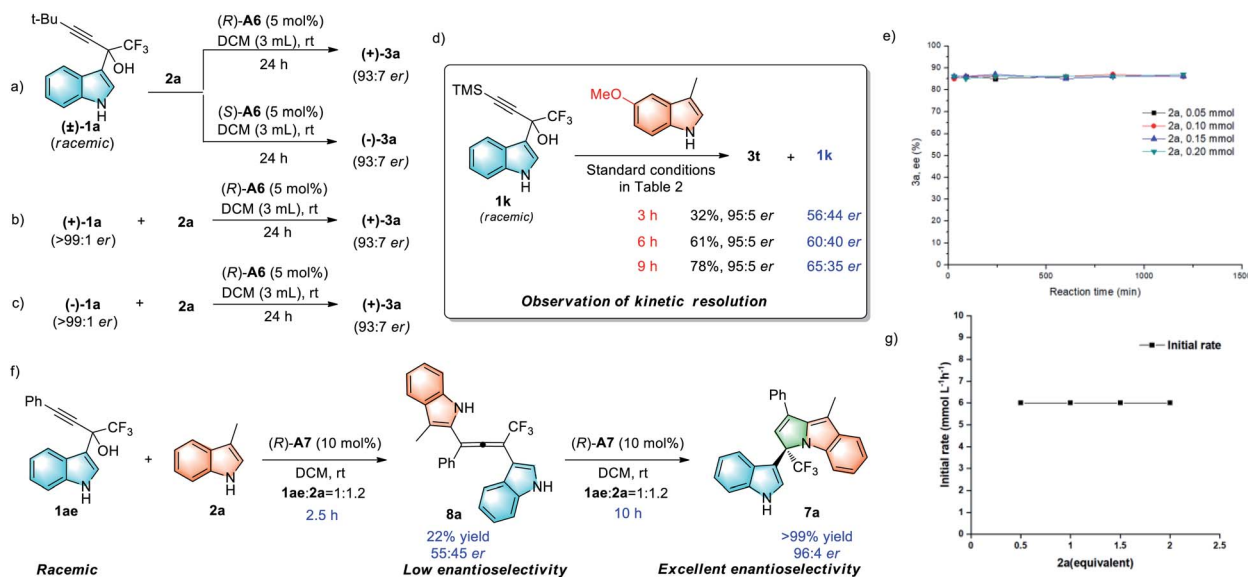 a)
t-Bu
CF3
OH
N
H
(±)-1a
(racemic)
2a
(R)-A6 (5 mol%)
DCM (3 mL), rt
24 h
(+)-3a
(93:7 er)
(S)-A6 (5 mol%)
DCM (3 mL), rt
24 h
(-)-3a
(93:7 er)
b)
(+)-1a
(>99:1 er)
+
2a
(R)-A6 (5 mol%)
DCM (3 mL), rt
24 h
(+)-3a
(93:7 er)
c)
(-)-1a
(>99:1 er)
+
2a
(R)-A6 (5 mol%)
DCM (3 mL), rt
24 h
(+)-3a
(93:7 er)
d)
TMS
CF3
OH
N
H
1k
(racemic)
MeO
N
H
Standard conditions
in Table 2
3t + 1k
3 h 32%, 95:5 er 56:44 er
6 h 61%, 95:5 er 60:40 er
9 h 78%, 95:5 er 65:35 er
Observation of kinetic resolution
e)
3a, ee (%)
100
90
80
70
60
50
40
30
20
10
0
2a, 0.05 mmol
2a, 0.10 mmol
2a, 0.15 mmol
2a, 0.20 mmol
0 500 1000 1500
Reaction time (min)
f)
Ph
CF3
OH
N
H
1ae
Racemic
+
N
H
2a
(R)-A7 (10 mol%)
DCM, rt
1ae:2a=1:1.2
2.5 h
NH
CF3
Ph
N
H
8a
22% yield
55:45 er
Low enantioselectivity
(R)-A7 (10 mol%)
DCM, rt
1ae:2a=1:1.2
10 h
Ph
N
CF3
N
H
7a
>99% yield
96:4 er
Excellent enantioselectivity
g)
Initial rate (mmol L-1h-1)
10
9
8
7
6
5
4
3
2
1
0
Initial rate
0 0.5 1 1.5 2 2.5
2a(equivalent)